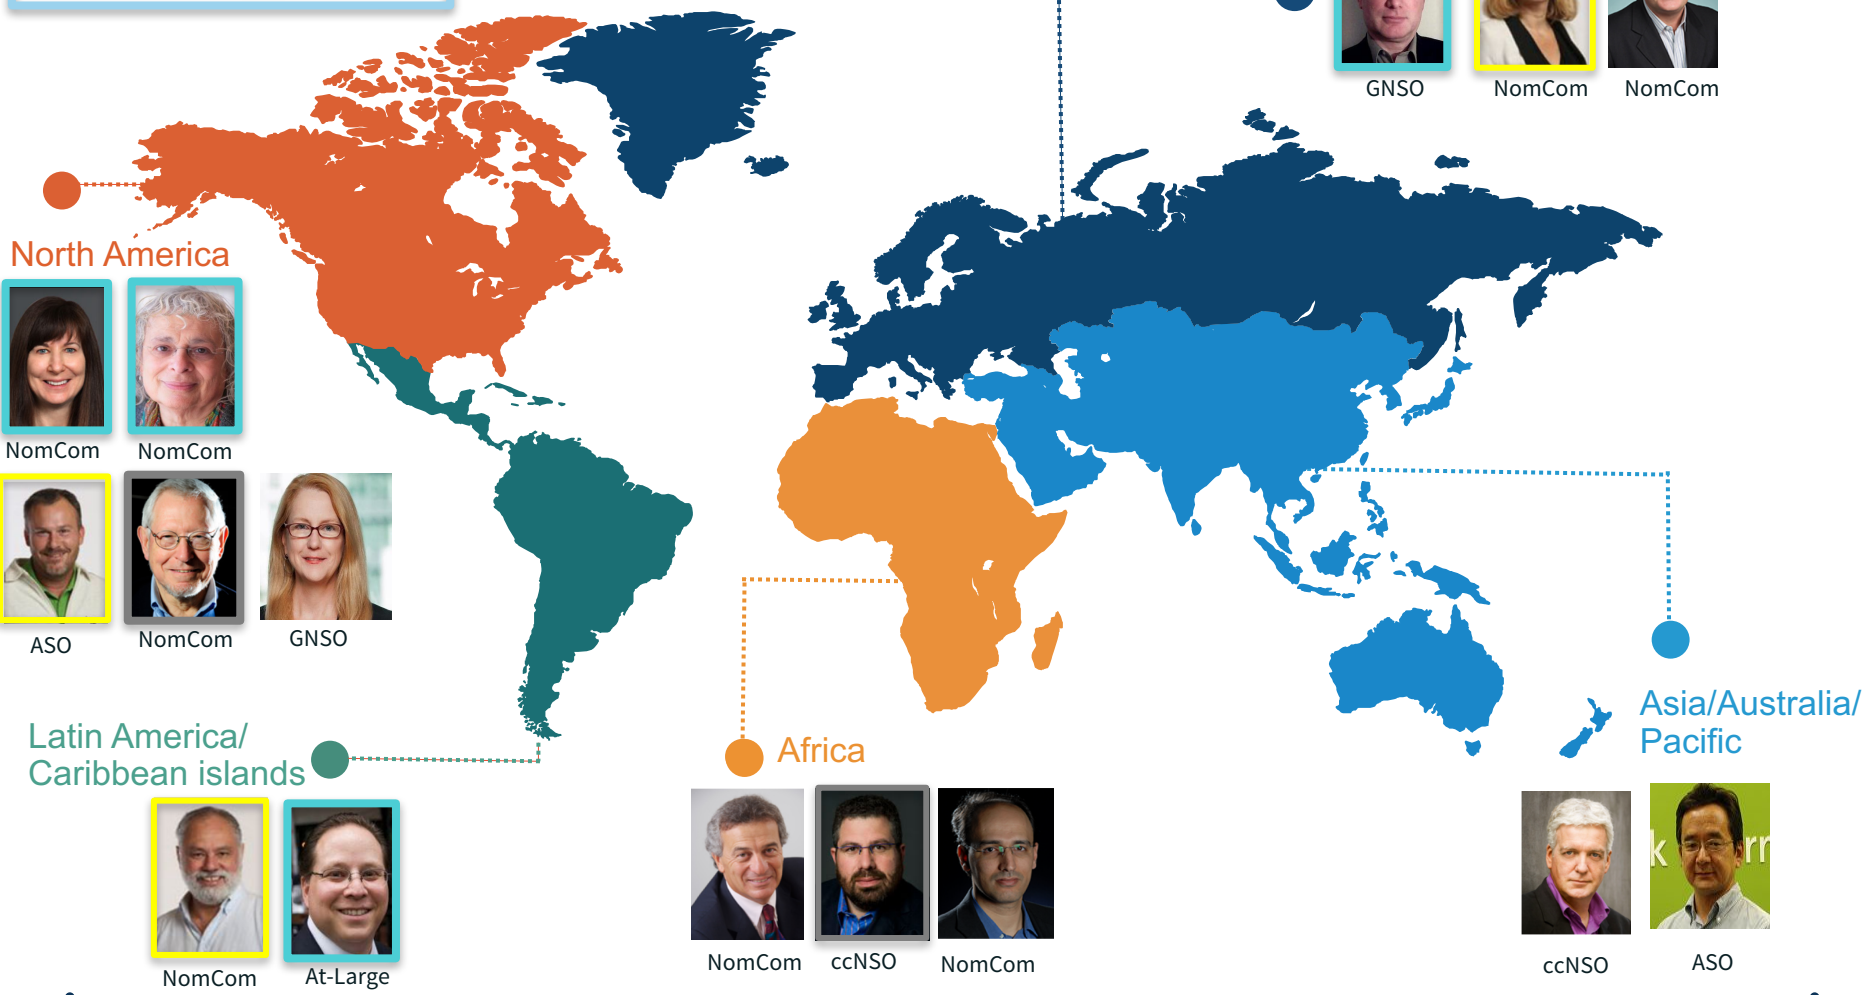 GNSO
NomCom
NomCom
North America
NomCom
NomCom
ASO
NomCom
GNSO
Latin America/
Caribbean islands
NomCom
At-Large
Africa
NomCom
ccNSO
NomCom
Asia/Australia/
Pacific
ccNSO
ASO